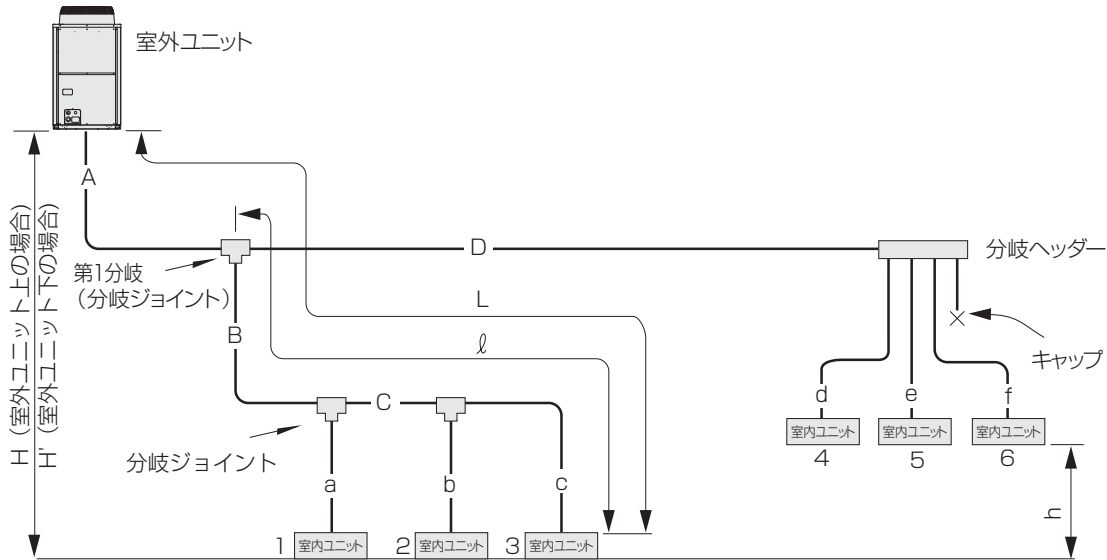 室外ユニット
A
H (室外ユニット上の場合)
H' (室外ユニット下の場合)
第1分岐
(分岐ジョイント)
D
分岐ヘッダー
L
ℓ
B
キャップ
C
d
e
f
室内ユニット
室内ユニット
室内ユニット
4
5
6
分岐ジョイント
a
b
c
h
1
室内ユニット
2
室内ユニット
3
室内ユニット